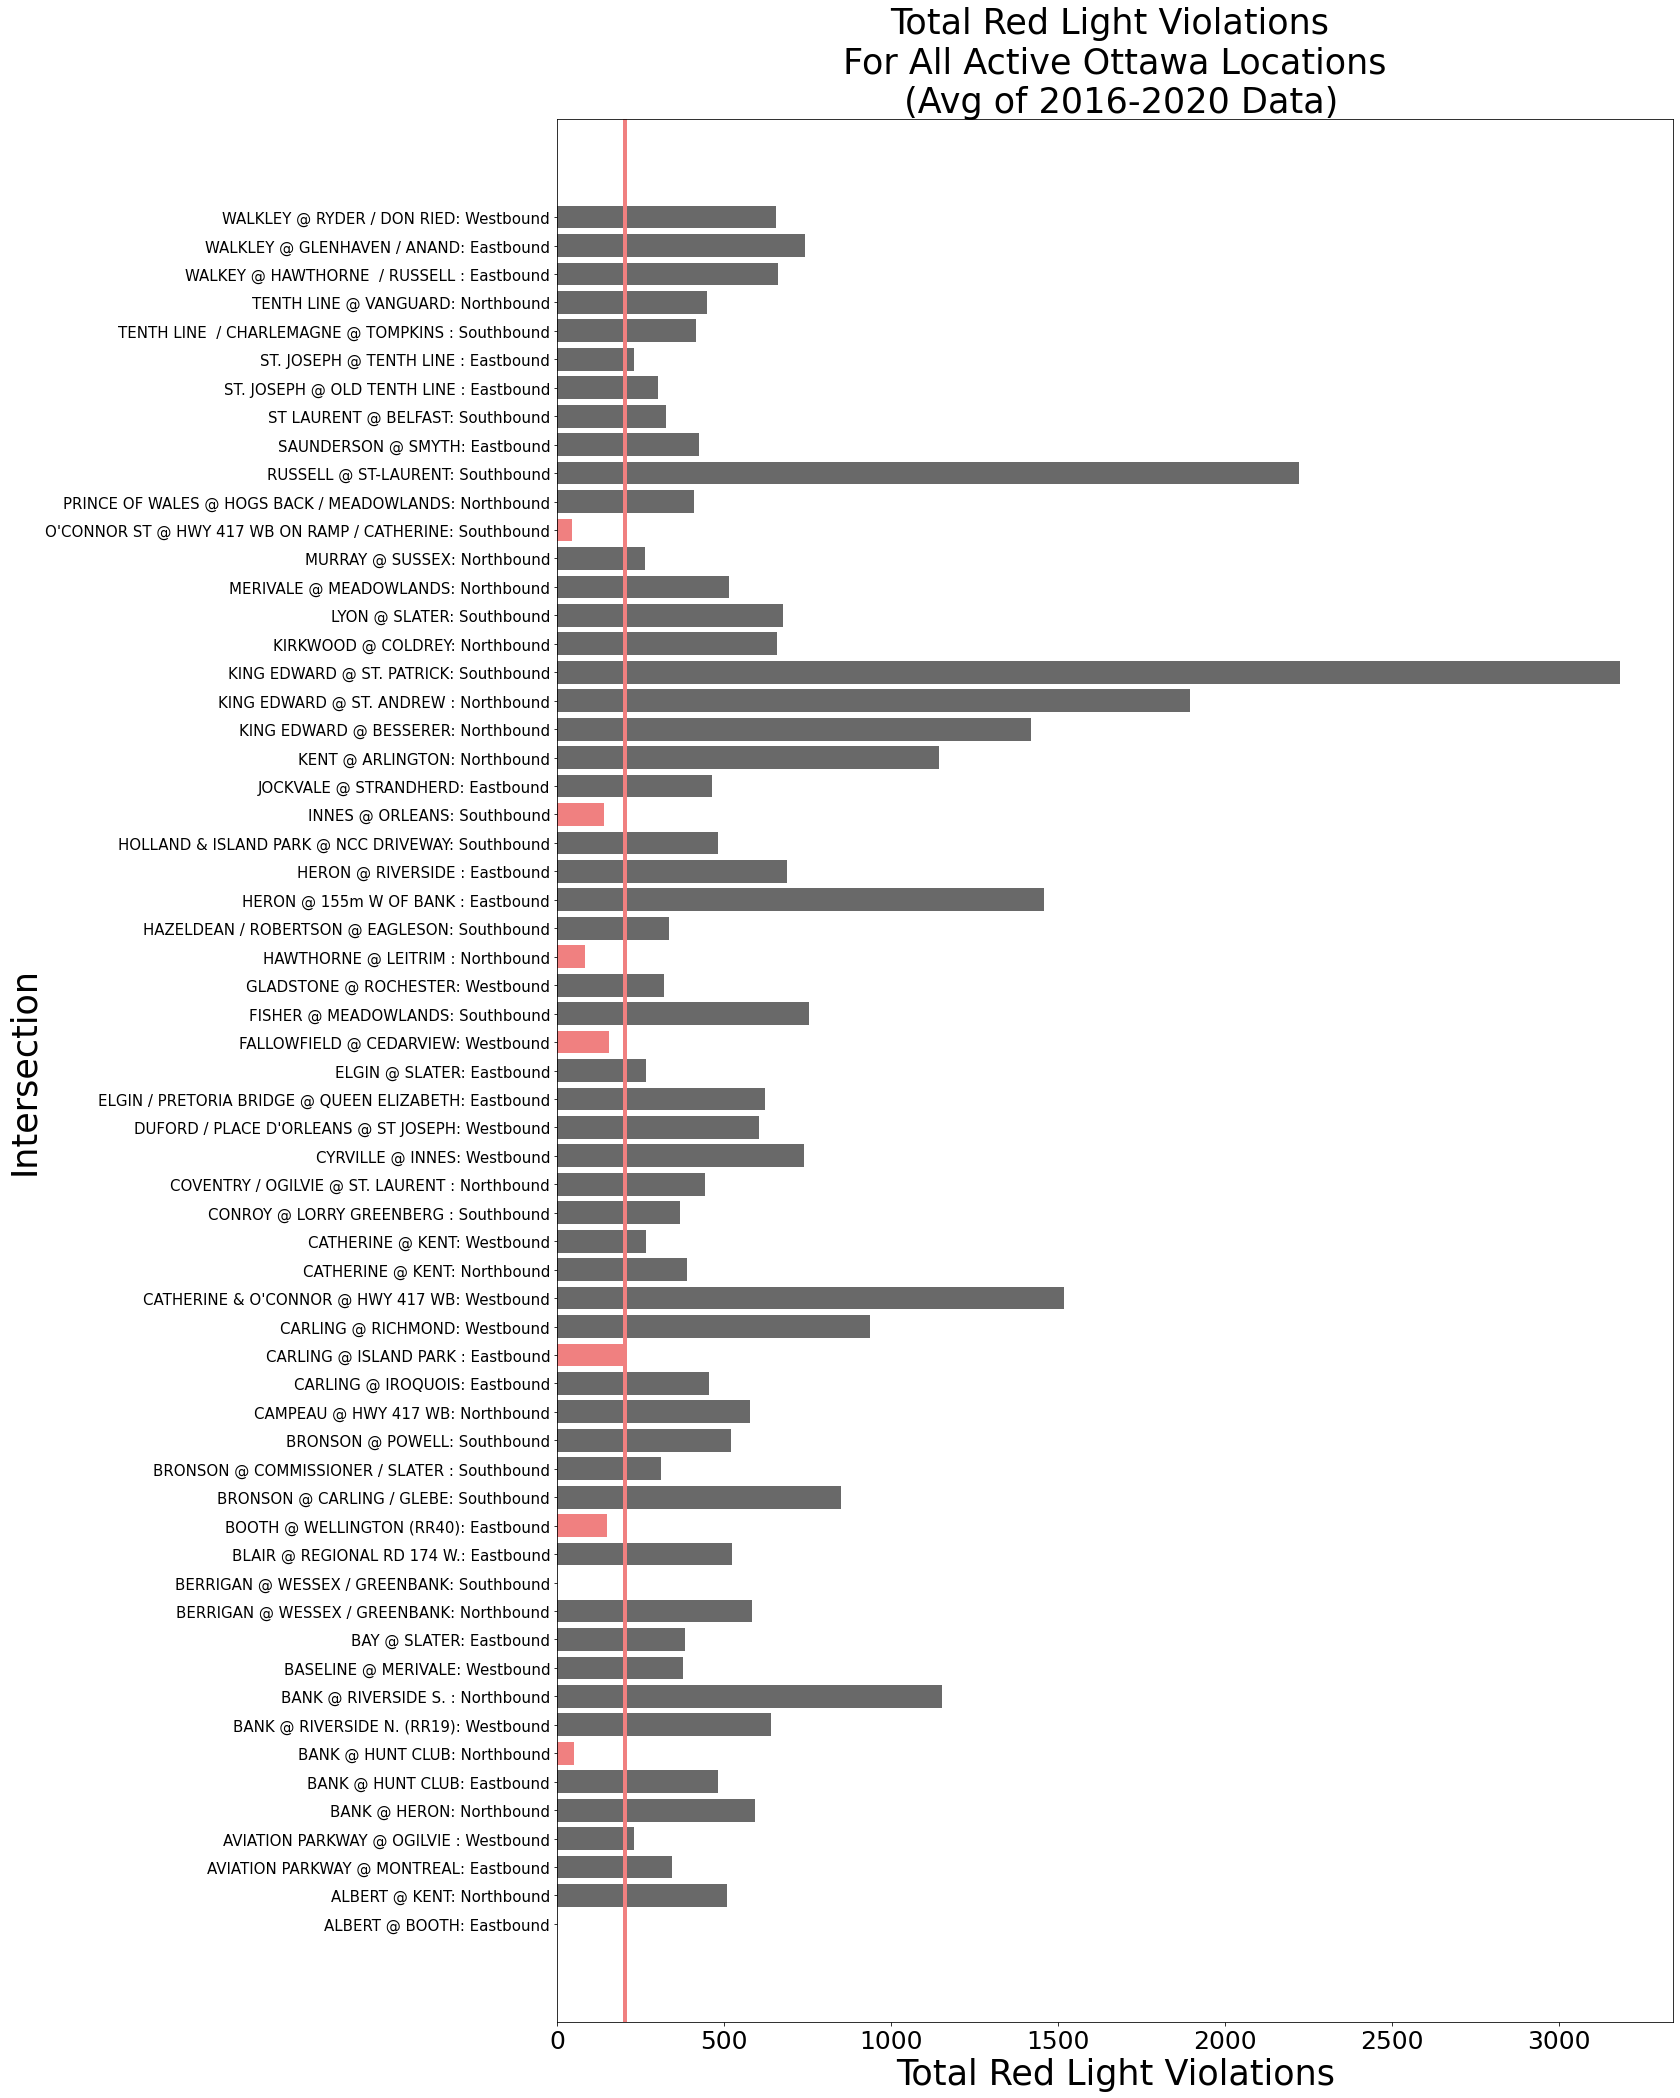 Total Red Light Violations
For All Active Ottawa Locations
(Avg of 2016-2020 Data)
WALKLEY @ RYDER / DON RIED: Westbound
WALKLEY @ GLENHAVEN / ANAND: Eastbound
WALKEY @ HAWTHORNE  / RUSSELL : Eastbound
TENTH LINE @ VANGUARD: Northbound
TENTH LINE  / CHARLEMAGNE @ TOMPKINS : Southbound
ST. JOSEPH @ TENTH LINE : Eastbound
ST. JOSEPH @ OLD TENTH LINE : Eastbound
ST LAURENT @ BELFAST: Southbound
SAUNDERSON @ SMYTH: Eastbound
RUSSELL @ ST-LAURENT: Southbound
PRINCE OF WALES @ HOGS BACK / MEADOWLANDS: Northbound
O'CONNOR ST @ HWY 417 WB ON RAMP / CATHERINE: Southbound
MURRAY @ SUSSEX: Northbound
MERIVALE @ MEADOWLANDS: Northbound
LYON @ SLATER: Southbound
KIRKWOOD @ COLDREY: Northbound
KING EDWARD @ ST. PATRICK: Southbound
KING EDWARD @ ST. ANDREW : Northbound
KING EDWARD @ BESSERER: Northbound
KENT @ ARLINGTON: Northbound
JOCKVALE @ STRANDHERD: Eastbound
INNES @ ORLEANS: Southbound
HOLLAND & ISLAND PARK @ NCC DRIVEWAY: Southbound
HERON @ RIVERSIDE : Eastbound
HERON @ 155m W OF BANK : Eastbound
HAZELDEAN / ROBERTSON @ EAGLESON: Southbound
HAWTHORNE @ LEITRIM : Northbound
GLADSTONE @ ROCHESTER: Westbound
FISHER @ MEADOWLANDS: Southbound
FALLOWFIELD @ CEDARVIEW: Westbound
ELGIN @ SLATER: Eastbound
ELGIN / PRETORIA BRIDGE @ QUEEN ELIZABETH: Eastbound
DUFORD / PLACE D'ORLEANS @ ST JOSEPH: Westbound
CYRVILLE @ INNES: Westbound
COVENTRY / OGILVIE @ ST. LAURENT : Northbound
CONROY @ LORRY GREENBERG : Southbound
CATHERINE @ KENT: Westbound
CATHERINE @ KENT: Northbound
CATHERINE & O'CONNOR @ HWY 417 WB: Westbound
CARLING @ RICHMOND: Westbound
CARLING @ ISLAND PARK : Eastbound
CARLING @ IROQUOIS: Eastbound
CAMPEAU @ HWY 417 WB: Northbound
BRONSON @ POWELL: Southbound
BRONSON @ COMMISSIONER / SLATER : Southbound
BRONSON @ CARLING / GLEBE: Southbound
BOOTH @ WELLINGTON (RR40): Eastbound
BLAIR @ REGIONAL RD 174 W.: Eastbound
BERRIGAN @ WESSEX / GREENBANK: Southbound
BERRIGAN @ WESSEX / GREENBANK: Northbound
BAY @ SLATER: Eastbound
BASELINE @ MERIVALE: Westbound
BANK @ RIVERSIDE S. : Northbound
BANK @ RIVERSIDE N. (RR19): Westbound
BANK @ HUNT CLUB: Northbound
BANK @ HUNT CLUB: Eastbound
BANK @ HERON: Northbound
AVIATION PARKWAY @ OGILVIE : Westbound
AVIATION PARKWAY @ MONTREAL: Eastbound
ALBERT @ KENT: Northbound
ALBERT @ BOOTH: Eastbound
Intersection
0 500 1000 1500 2000 2500 3000
Total Red Light Violations